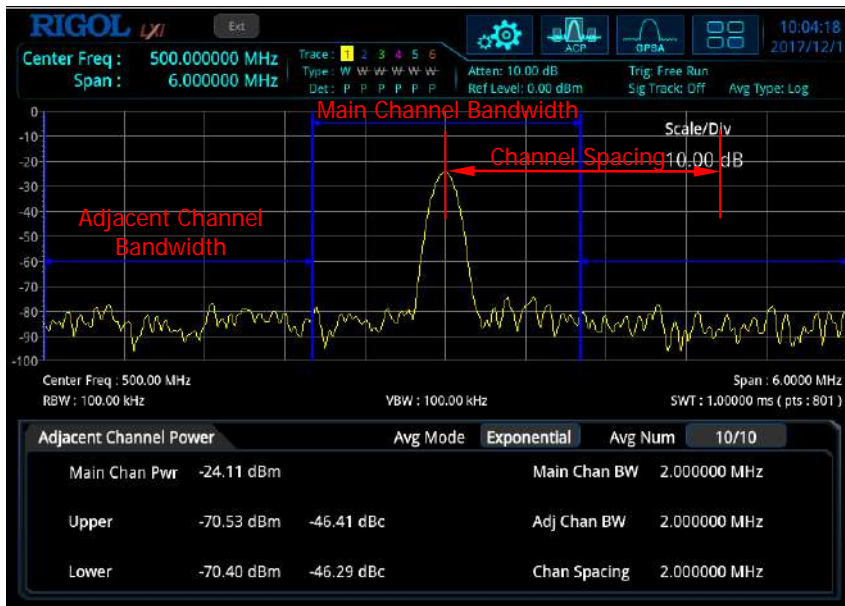 RIGOL LXI Ext 10:04:18
ACP OPBA 2017/12/1
Center Freq : 500.000000 MHz
Span : 6.000000 MHz
Trace : 1 2 3 4 5 6
Type : W W W W W W
Det : P P P P P P
Atten: 10.00 dB Trig: Free Run
Ref Level: 0.00 dBm Sig Track: Off Avg Type: Log
Main Channel Bandwidth
Scale/Div
10.00 dB
Channel Spacing
Adjacent Channel
Bandwidth
0
-10
-20
-30
-40
-50
-60
-70
-80
-90
-100
Center Freq : 500.00 MHz Span : 6.0000 MHz
RBW : 100.00 kHz VBW : 100.00 kHz SWT : 1.00000 ms ( pts : 801 )
Adjacent Channel Power Avg Mode Exponential Avg Num 10/10
Main Chan Pwr -24.11 dBm Main Chan BW 2.000000 MHz
Upper -70.53 dBm -46.41 dBc Adj Chan BW 2.000000 MHz
Lower -70.40 dBm -46.29 dBc Chan Spacing 2.000000 MHz